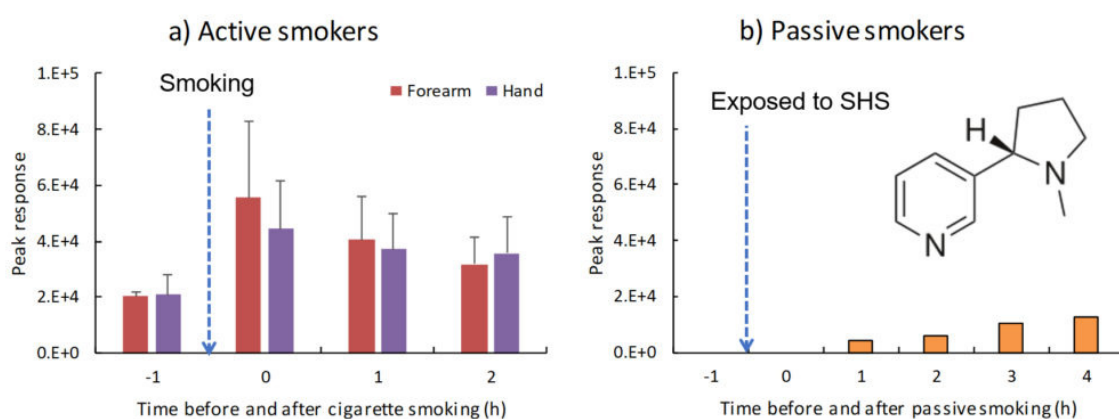 a) Active smokers
1.E+5
8.E+4
6.E+4
4.E+4
2.E+4
0.E+0
Peak response
Smoking
Forearm Hand
-1 0 1 2
Time before and after cigarette smoking (h)
b) Passive smokers
1.E+5
8.E+4
6.E+4
4.E+4
2.E+4
0.E+0
Peak response
Exposed to SHS
H
N
N
-1 0 1 2 3 4
Time before and after passive smoking (h)